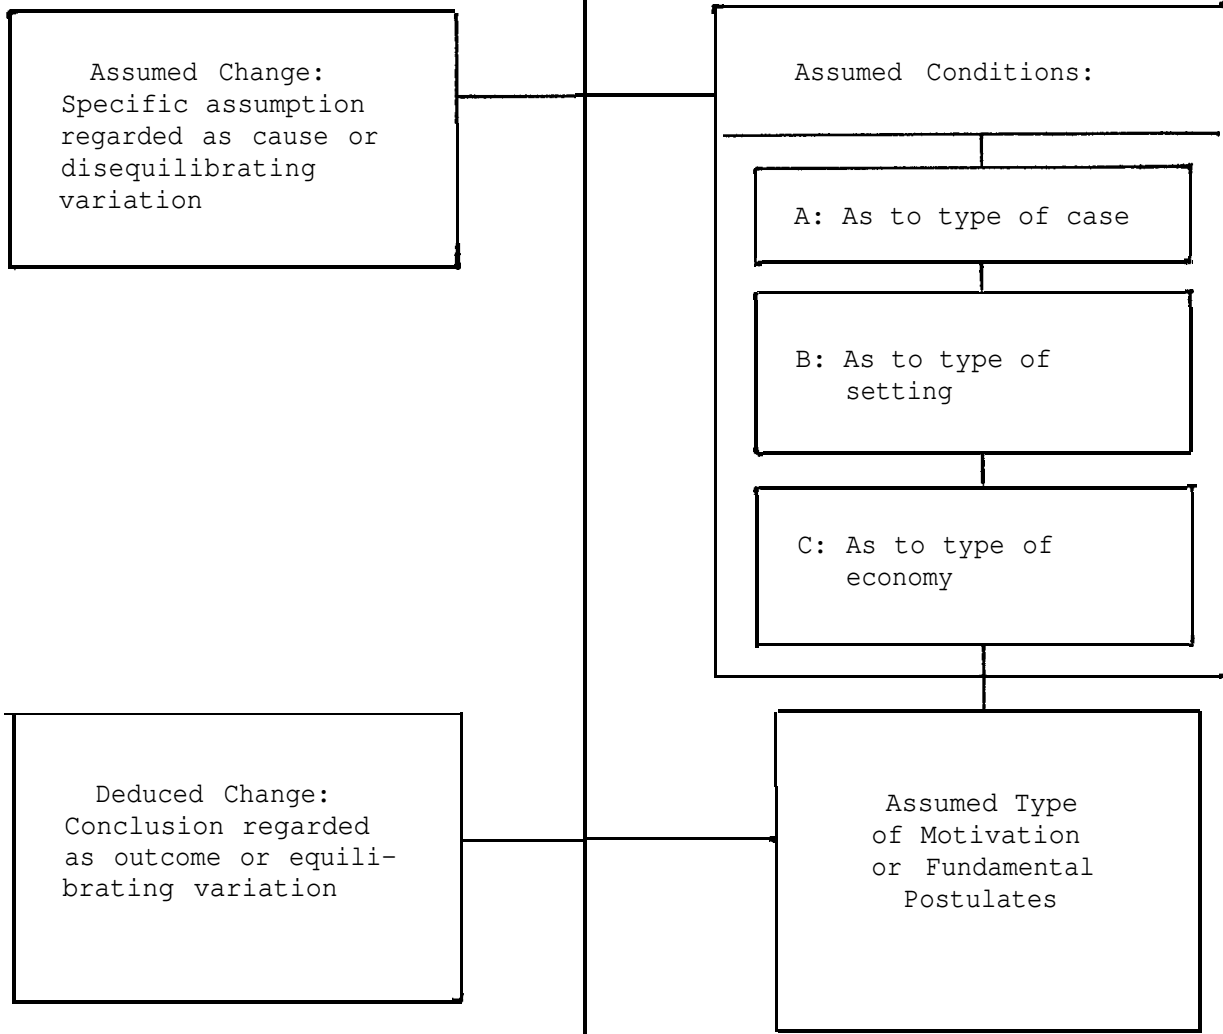 Assumed Change:
Specific assumption
regarded as cause or
disequilibrating
variation
Assumed Conditions:
A: As to type of case
B: As to type of
setting
C: As to type of
economy
Deduced Change:
Conclusion regarded
as outcome or equili-
brating variation
Assumed Type
of Motivation
or Fundamental
Postulates